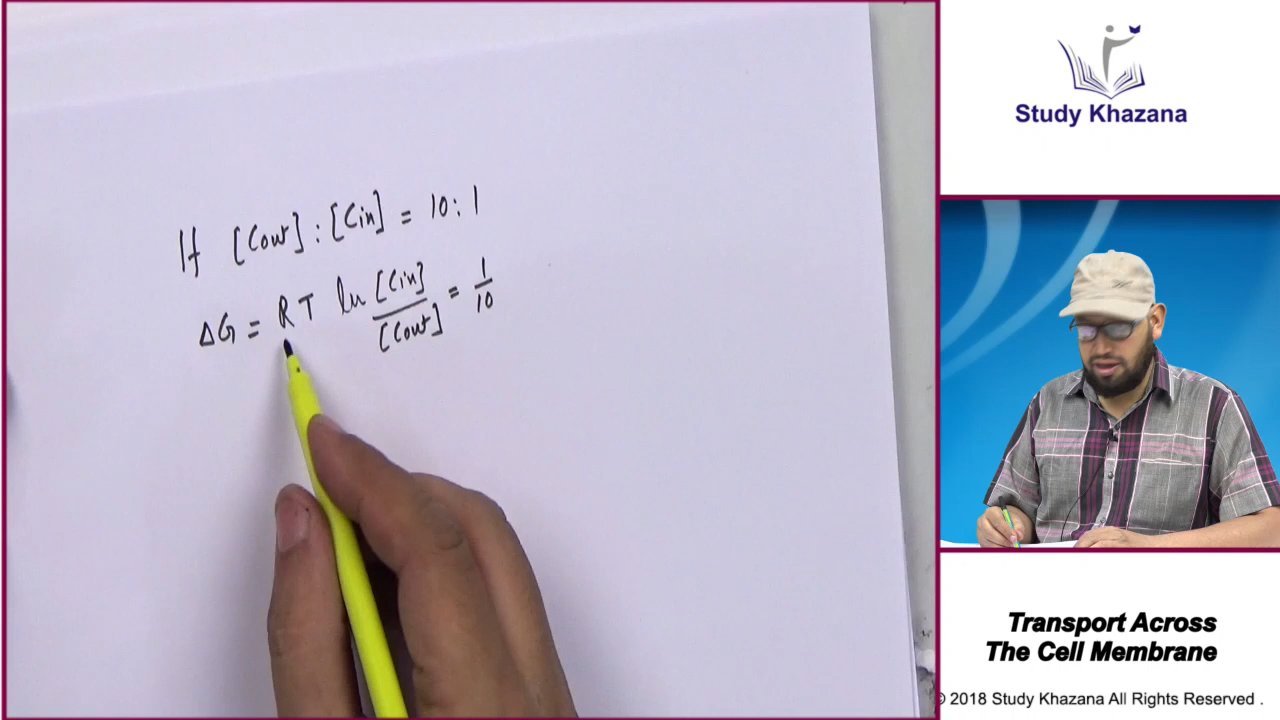 If [Cout] : [Cin] = 10 : 1
ΔG = RT ln [Cin]/[Cout] = 1/10
Study Khazana
Transport Across
The Cell Membrane
© 2018 Study Khazana All Rights Reserved .